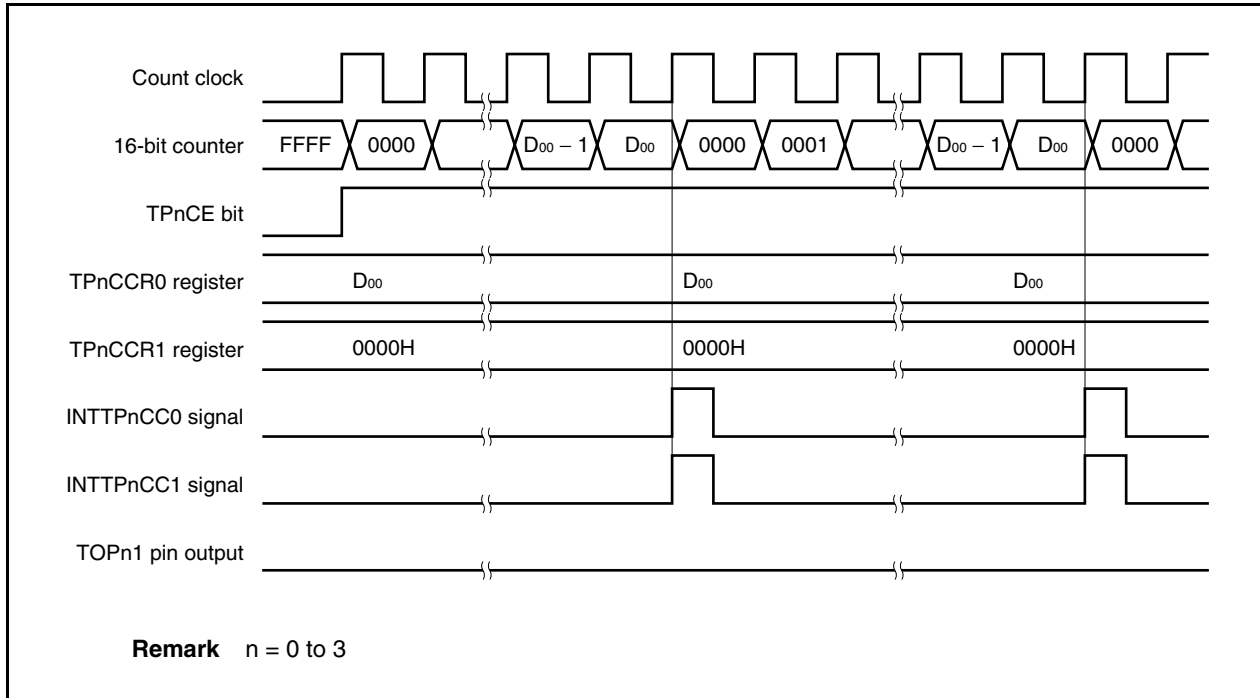 Count clock
16-bit counter FFFF 0000 D00 – 1 D00 0000 0001 D00 – 1 D00 0000
TPnCE bit
TPnCCR0 register D00 D00 D00
TPnCCR1 register 0000H 0000H 0000H
INTTPnCC0 signal
INTTPnCC1 signal
TOPn1 pin output
Remark n = 0 to 3